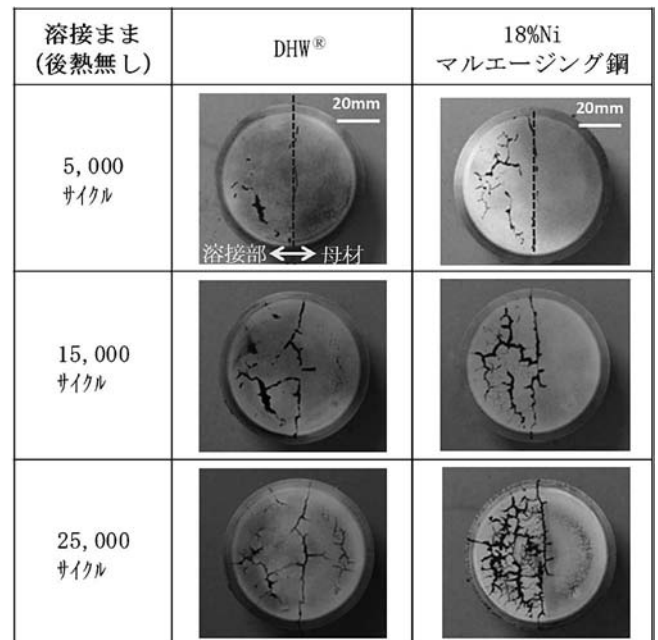 溶接まま
(後熱無し)
DHW®
18%Ni
マルエージング鋼
5,000
ｻｲｸﾙ
20mm
溶接部 ⟷ 母材
20mm
15,000
ｻｲｸﾙ
25,000
ｻｲｸﾙ